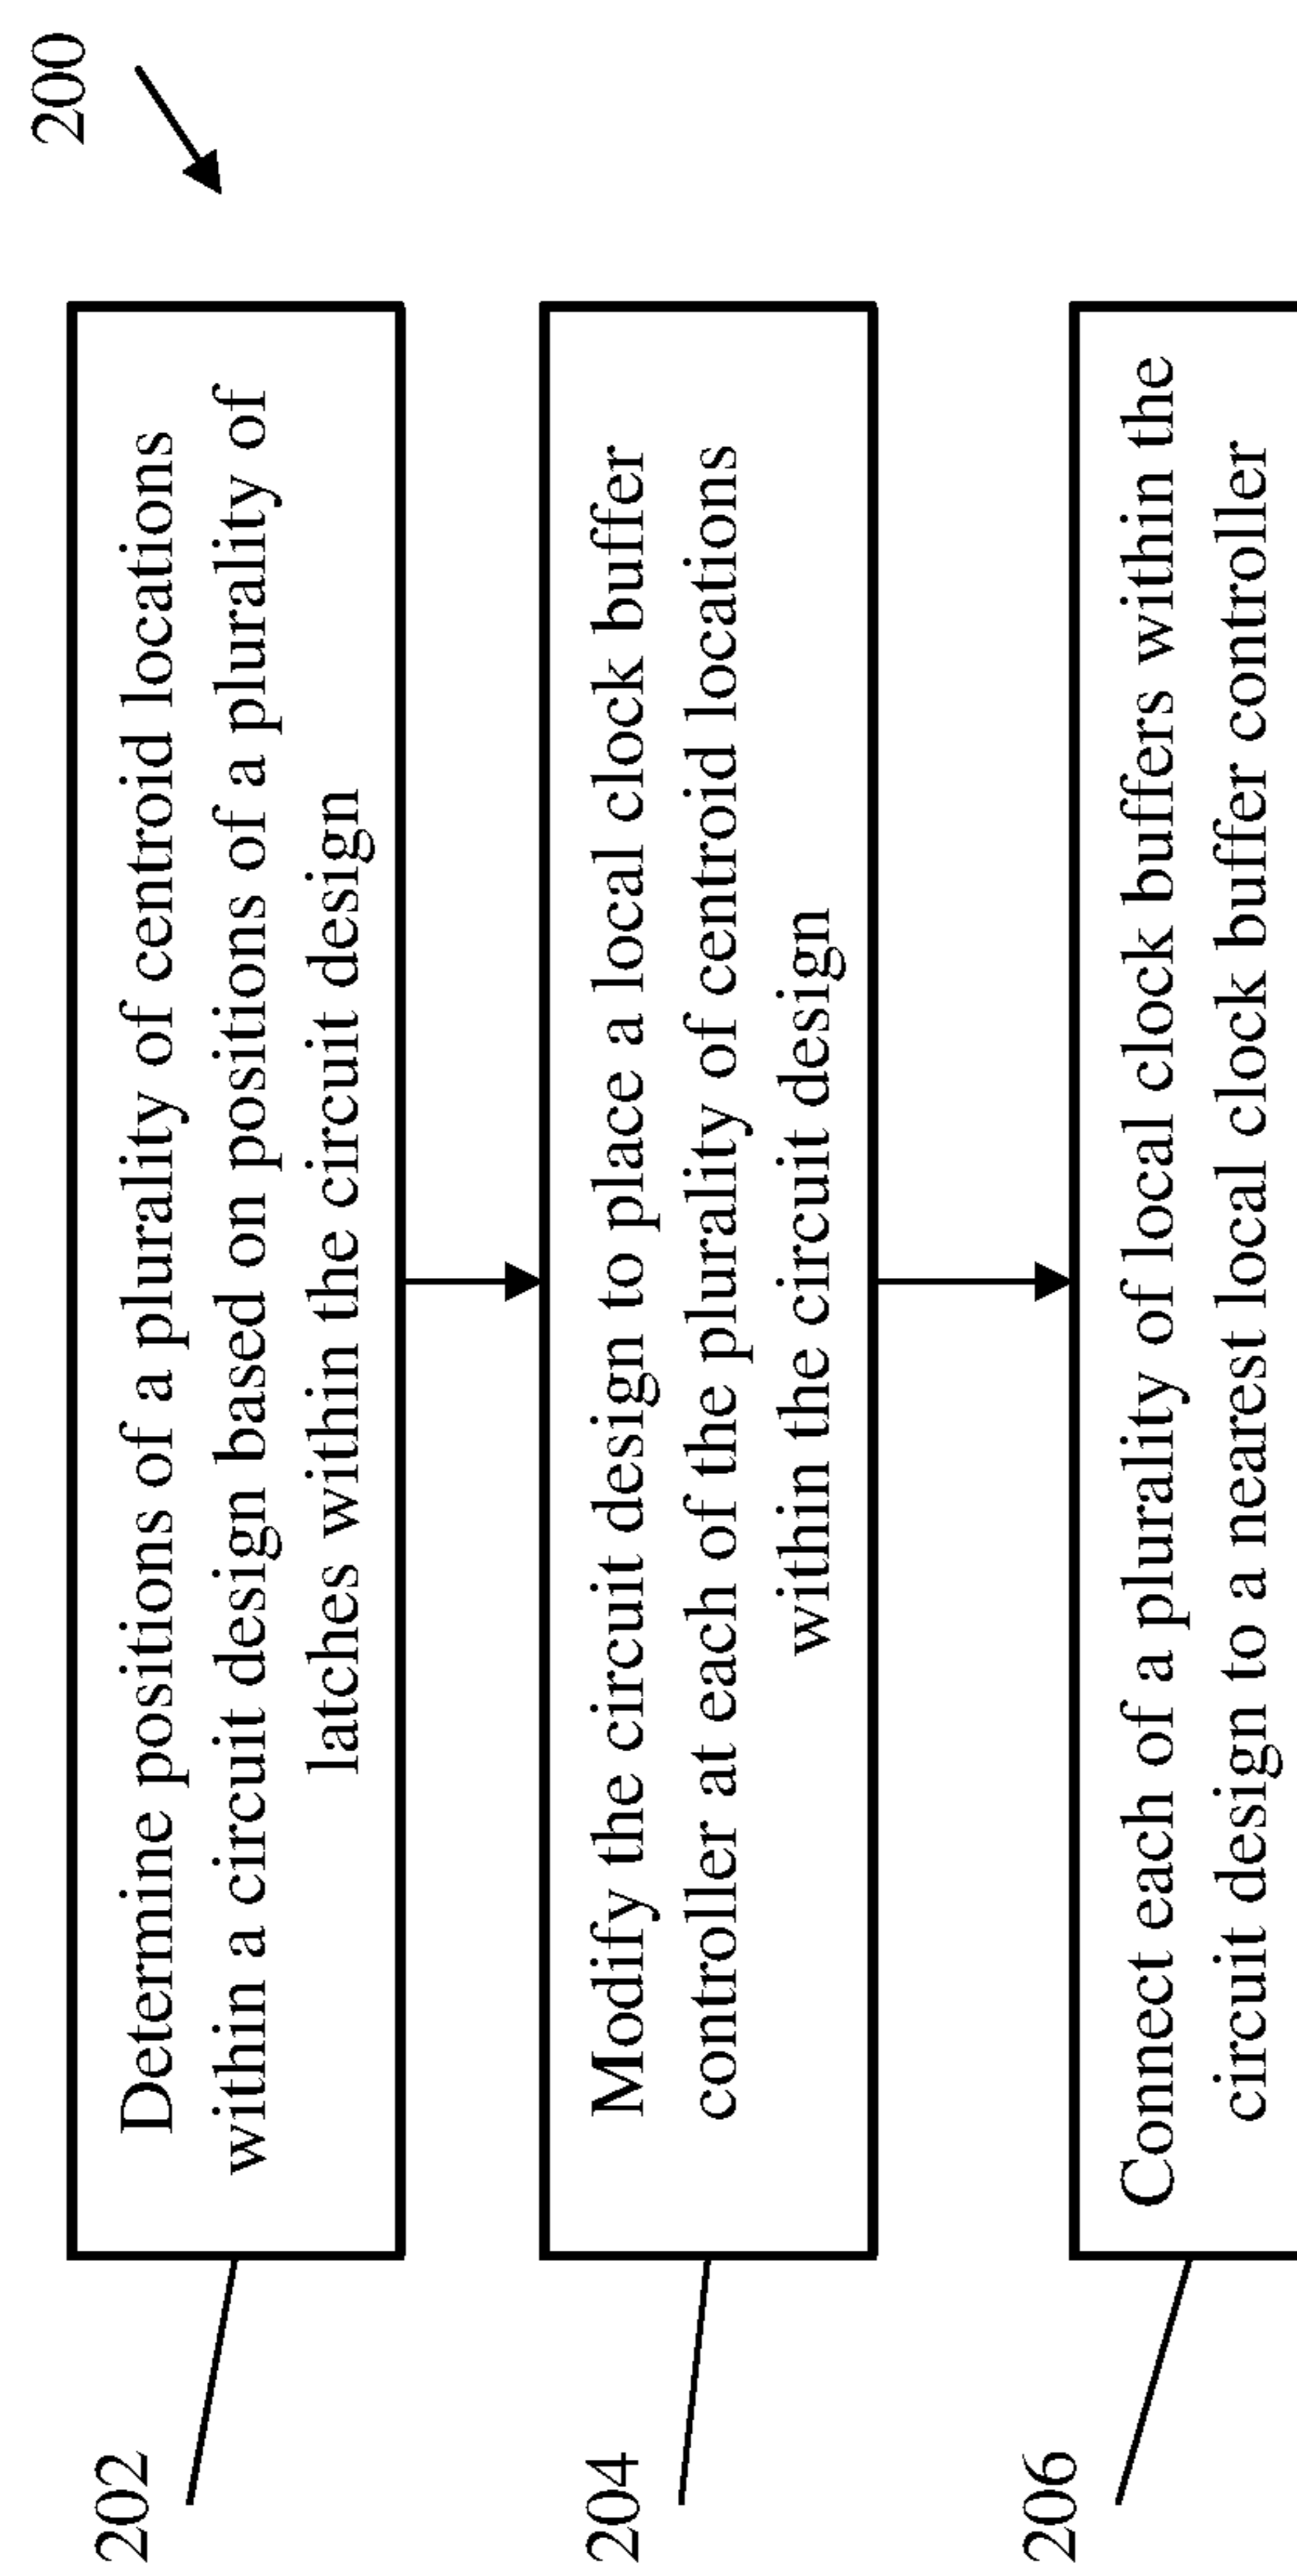 200
202
Determine positions of a plurality of centroid locations
within a circuit design based on positions of a plurality of
latches within the circuit design
204
Modify the circuit design to place a local clock buffer
controller at each of the plurality of centroid locations
within the circuit design
206
Connect each of a plurality of local clock buffers within the
circuit design to a nearest local clock buffer controller